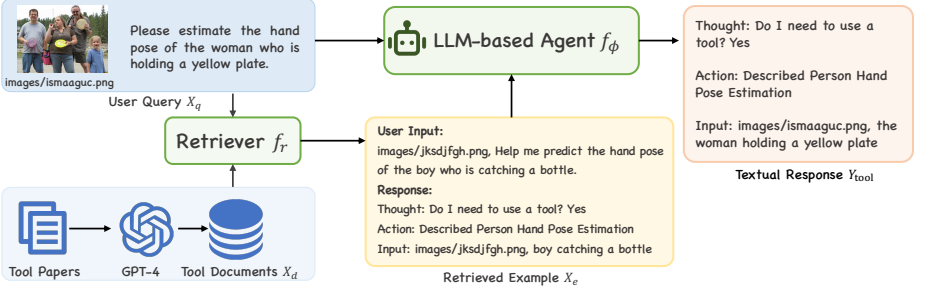 Please estimate the hand
pose of the woman who is
holding a yellow plate.
images/ismaaguc.png
User Query X_q
LLM-based Agent f_ϕ
Thought: Do I need to use a
tool? Yes
Action: Described Person Hand
Pose Estimation
Input: images/ismaaguc.png, the
woman holding a yellow plate
Textual Response Y_tool
Retriever f_r
User Input:
images/jksdjfgh.png, Help me predict the hand pose
of the boy who is catching a bottle.
Response:
Thought: Do I need to use a tool? Yes
Action: Described Person Hand Pose Estimation
Input: images/jksdjfgh.png, boy catching a bottle
Retrieved Example X_e
Tool Papers
GPT-4
Tool Documents X_d